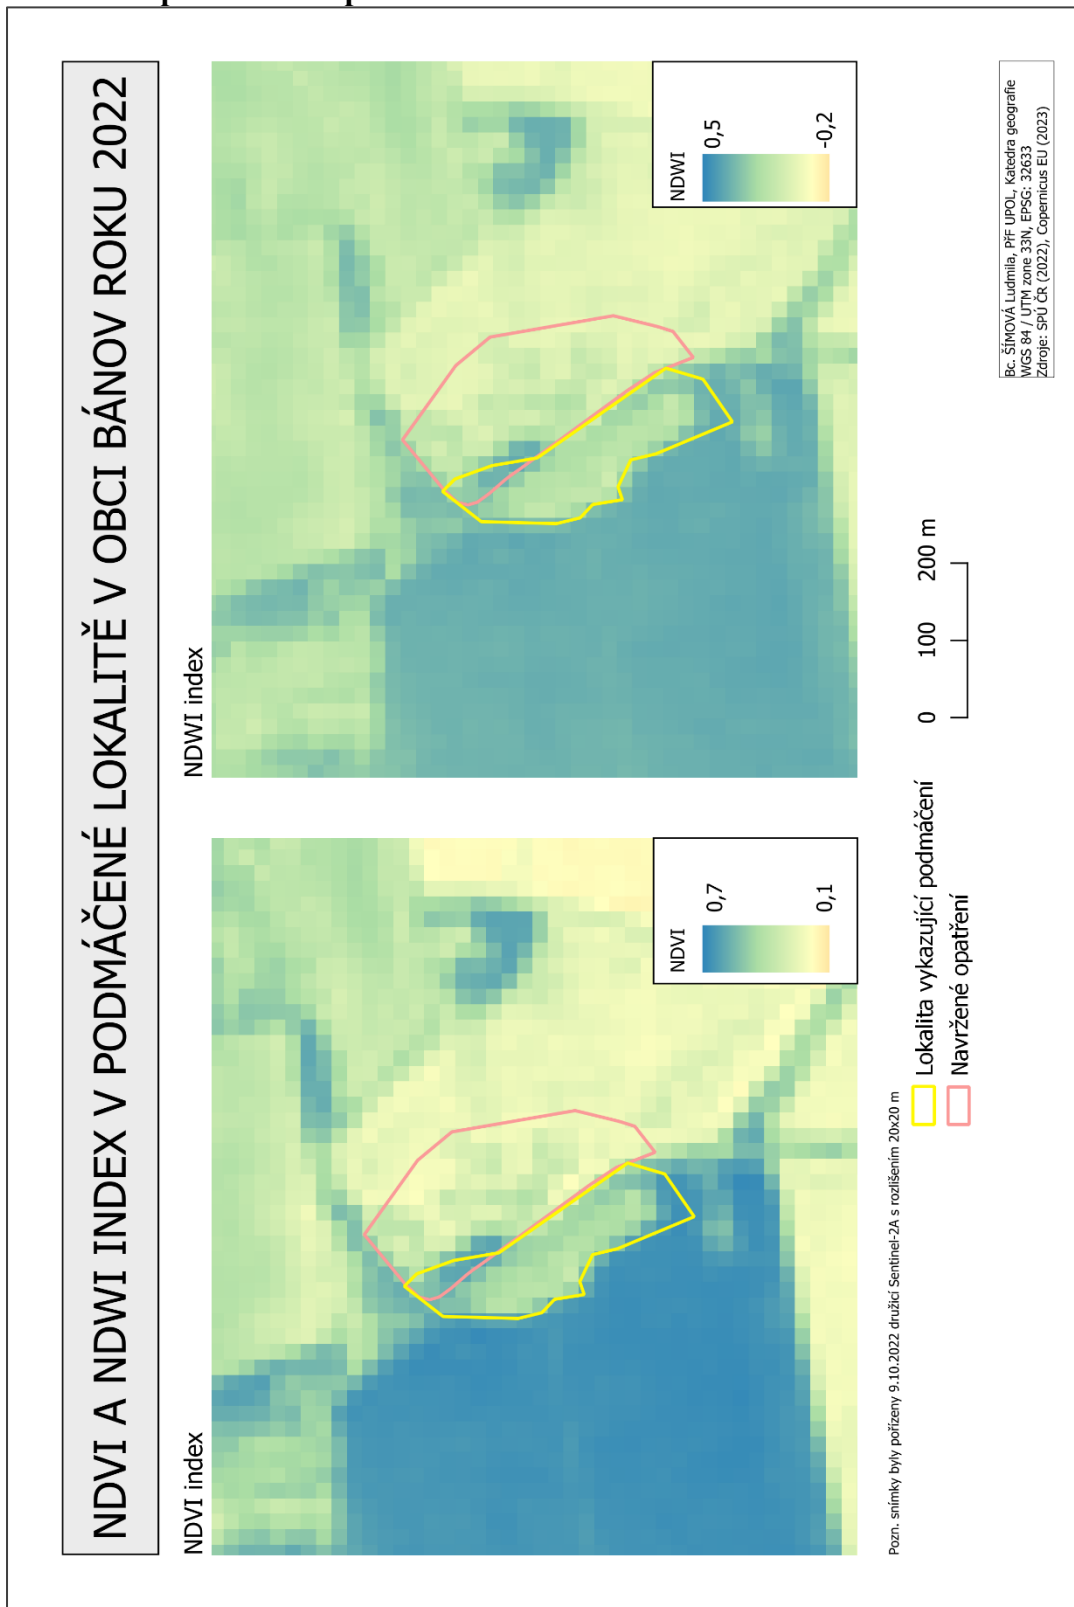 NDVI A NDWI INDEX V PODMÁČENÉ LOKALITĚ V OBCI BÁNOV ROKU 2022
NDVI index
NDVI
0,7
0,1
NDWI index
NDWI
0,5
-0,2
Pozn. snímky byly pořízeny 9.10.2022 družicí Sentinel-2A s rozlišením 20x20 m
Lokalita vykazující podmáčení
Navržené opatření
0 100 200 m
Bc. ŠÍMOVÁ Ludmila, PřF UPOL, Katedra geografie
WGS 84 / UTM zone 33N, EPSG: 32633
Zdroje: SPÚ ČR (2022), Copernicus EU (2023)